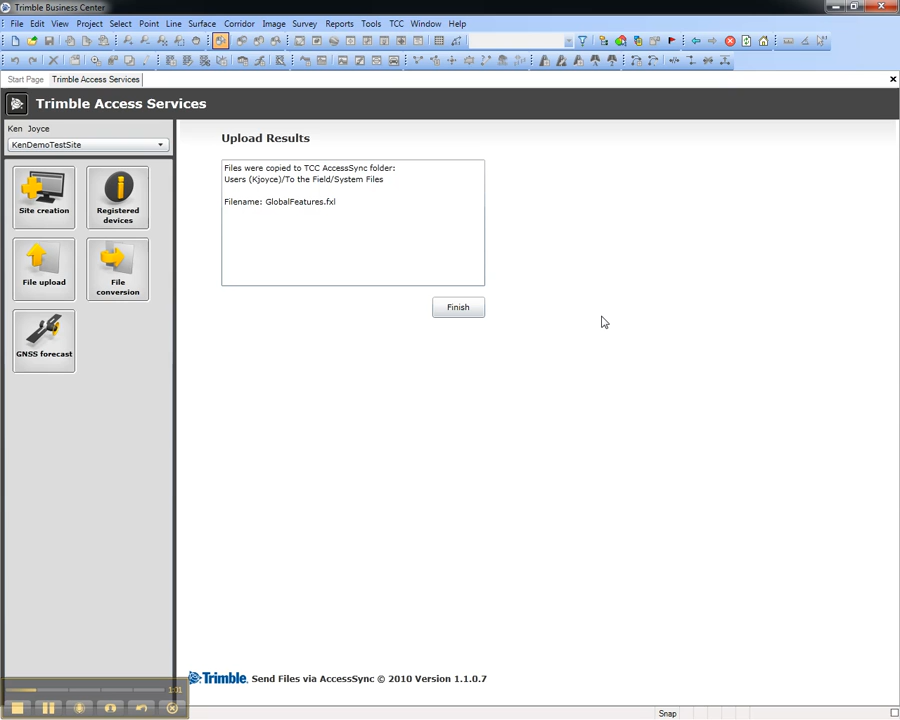 Trimble Business Center
File Edit View Project Select Point Line Surface Corridor Image Survey Reports Tools TCC Window Help
Start Page Trimble Access Services
Trimble Access Services
Ken Joyce
KenDemoTestSite
Upload Results
Files were copied to TCC AccessSync folder:
Users (Kjoyce)/To the Field/System Files
Filename: GlobalFeatures.fxl
Finish
Site creation
Registered devices
File upload
File conversion
GNSS forecast
Trimble. Send Files via AccessSync © 2010 Version 1.1.0.7
1:01
Snap